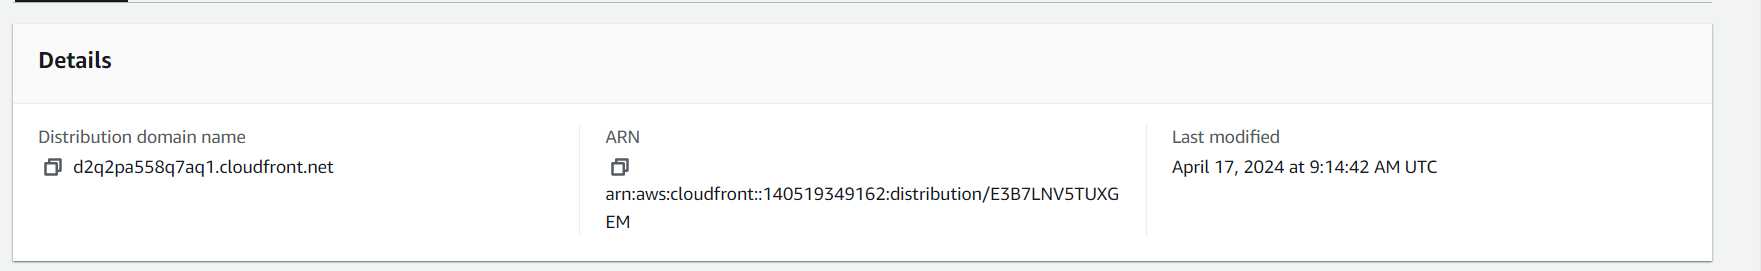 Details
Distribution domain name
d2q2pa558q7aq1.cloudfront.net
ARN
arn:aws:cloudfront::140519349162:distribution/E3B7LNV5TUXG
EM
Last modified
April 17, 2024 at 9:14:42 AM UTC